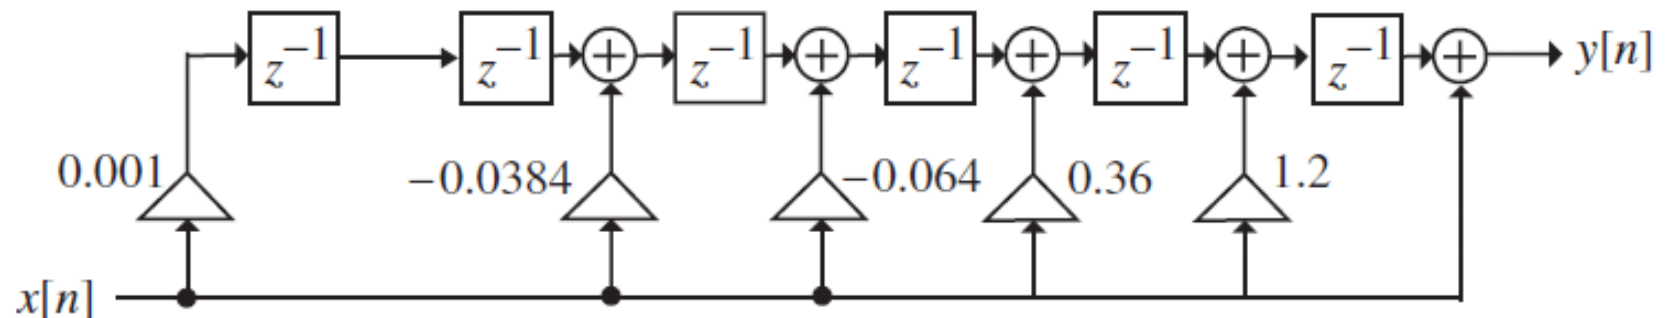 z⁻¹ z⁻¹ + z⁻¹ + z⁻¹ + z⁻¹ + z⁻¹ + y[n]
0.001 −0.0384 −0.064 0.36 1.2
x[n]